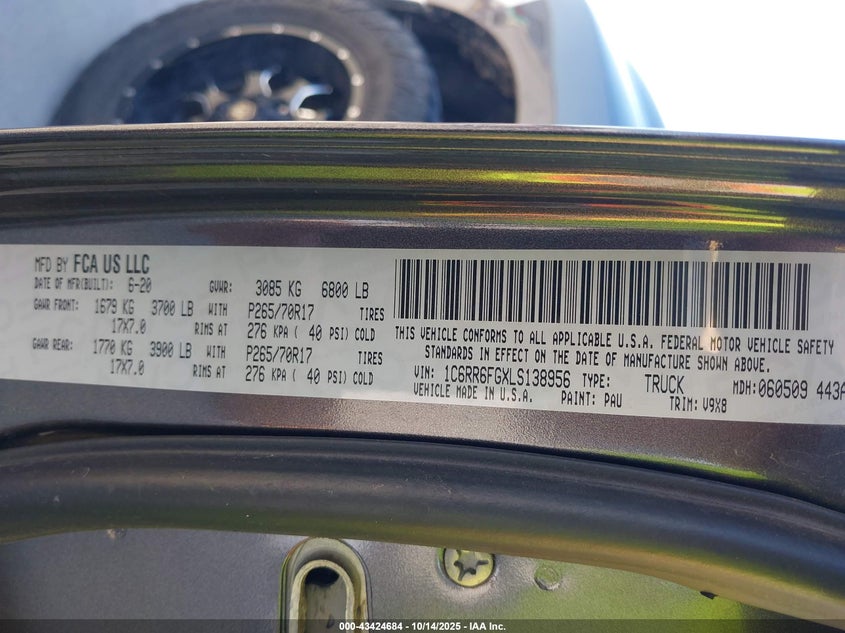 MFD BY FCA US LLC
DATE OF MFR(BUILT): 6-20 GVWR: 3085 KG 6800 LB
GAWR FRONT: 1679 KG 3700 LB WITH P265/70R17 TIRES
17X7.0 RIMS AT 276 KPA ( 40 PSI) COLD
GAWR REAR: 1770 KG 3900 LB WITH P265/70R17 TIRES
17X7.0 RIMS AT 276 KPA ( 40 PSI) COLD
THIS VEHICLE CONFORMS TO ALL APPLICABLE U.S.A. FEDERAL MOTOR VEHICLE SAFETY
STANDARDS IN EFFECT ON THE DATE OF MANUFACTURE SHOWN ABOVE.
VIN: 1C6RR6FGXLS138956 TYPE: TRUCK MDH:060509 443A
VEHICLE MADE IN U.S.A. PAINT: PAU TRIM: V9X8
000-43424684 | 10/14/2025 - IAA Inc.